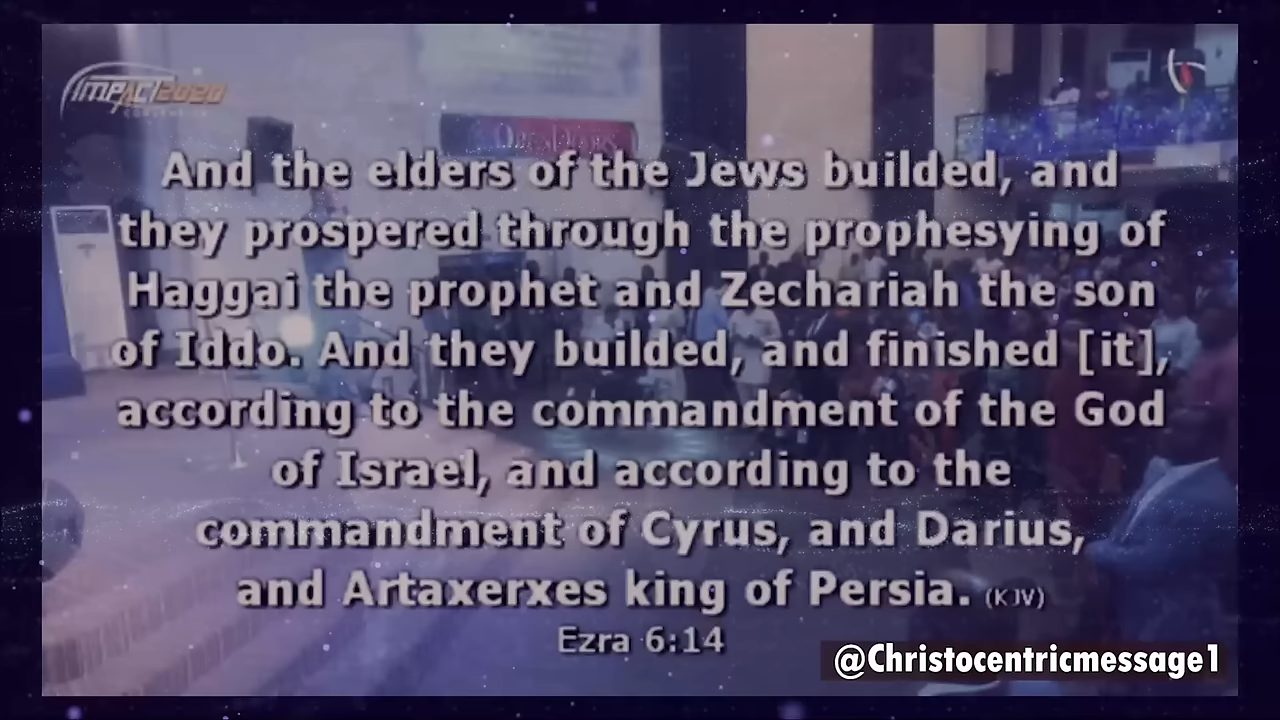 IMPACT2020
And the elders of the Jews builded, and
they prospered through the prophesying of
Haggai the prophet and Zechariah the son
of Iddo. And they builded, and finished [it],
according to the commandment of the God
of Israel, and according to the
commandment of Cyrus, and Darius,
and Artaxerxes king of Persia. (KJV)
Ezra 6:14
@Christocentricmessage1